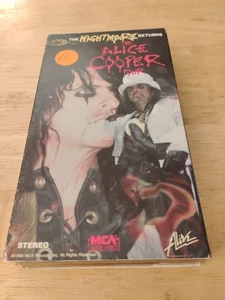 THE NIGHTMARE RETURNS
ALICE
COOPER
STEREO
MCA
Alive